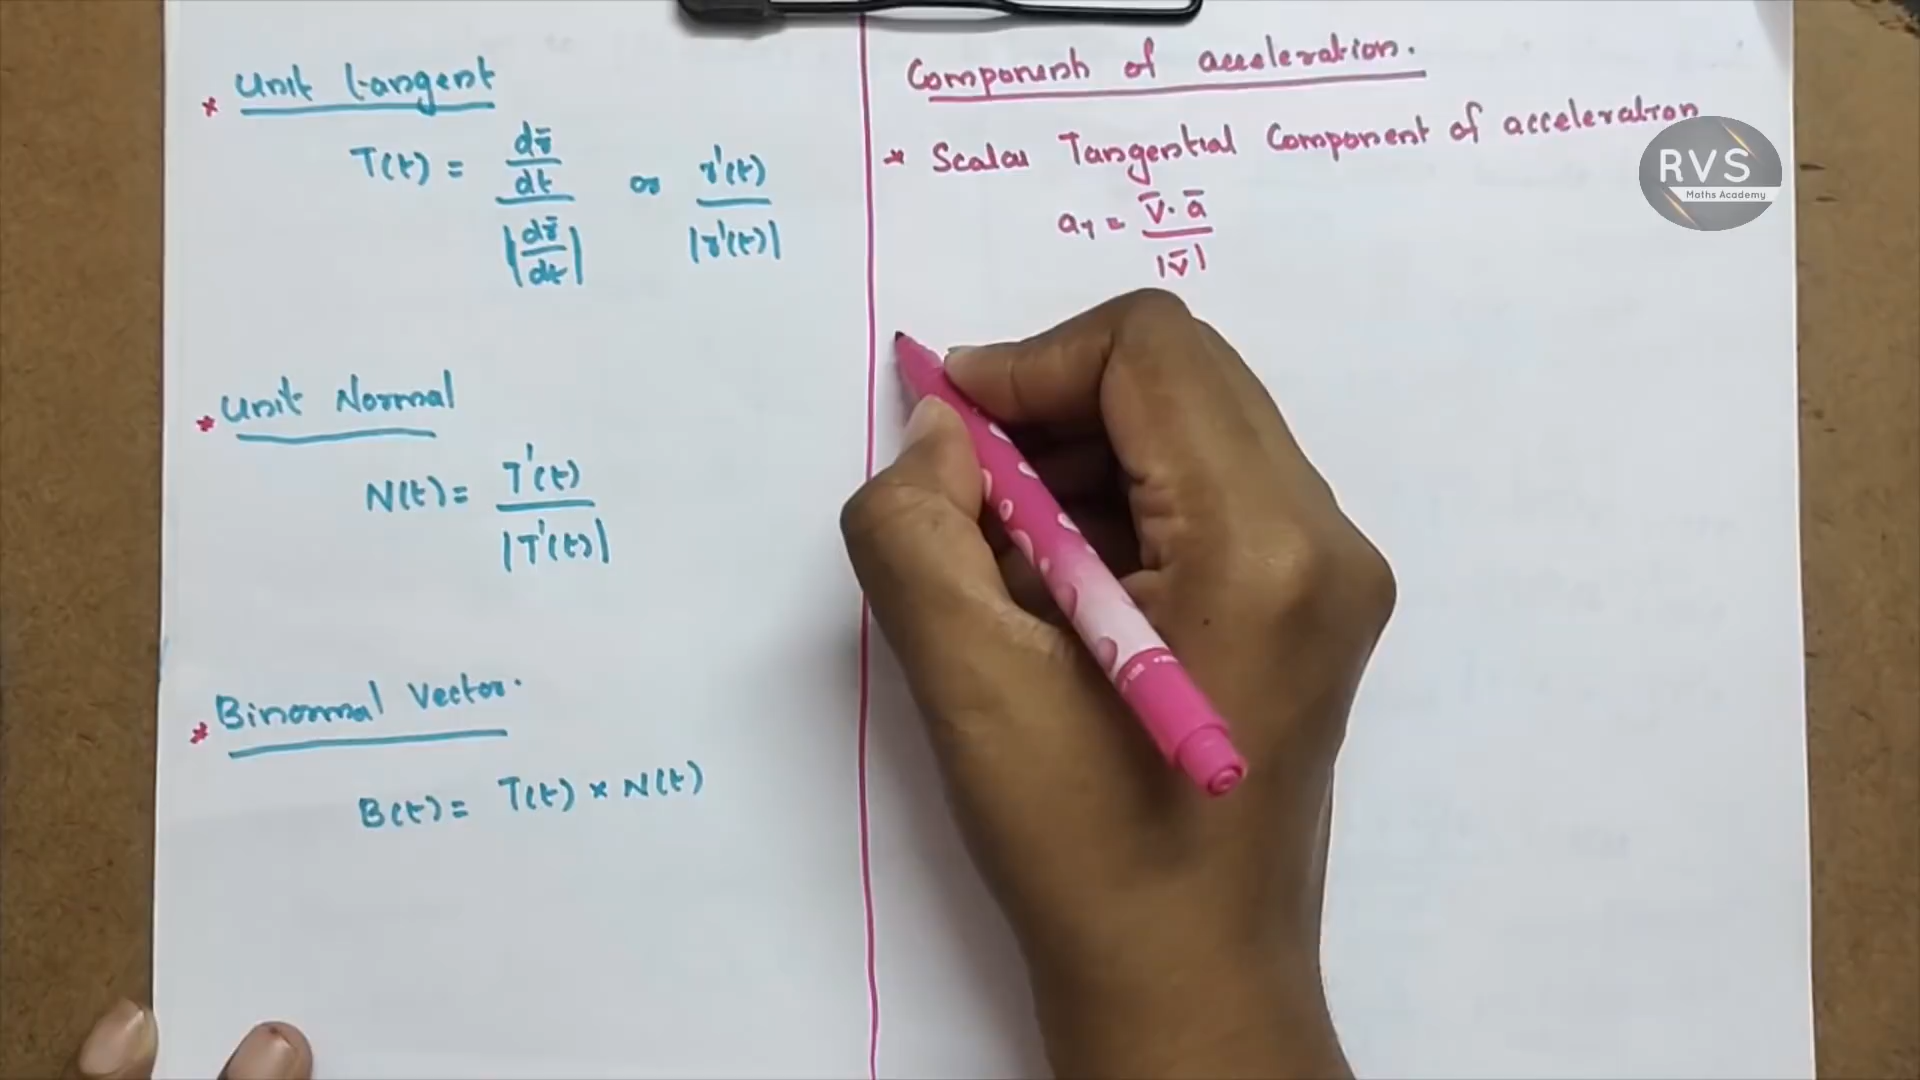 * Unit tangent
T(t) = dr̄/dt / |dr̄/dt| or r'(t) / |r'(t)|
* Unit Normal
N(t) = T'(t) / |T'(t)|
* Binormal Vector.
B(t) = T(t) × N(t)
Component of acceleration.
* Scalar Tangential Component of acceleration
aT = v̄ · ā / |v̄|
RVS
Maths Academy